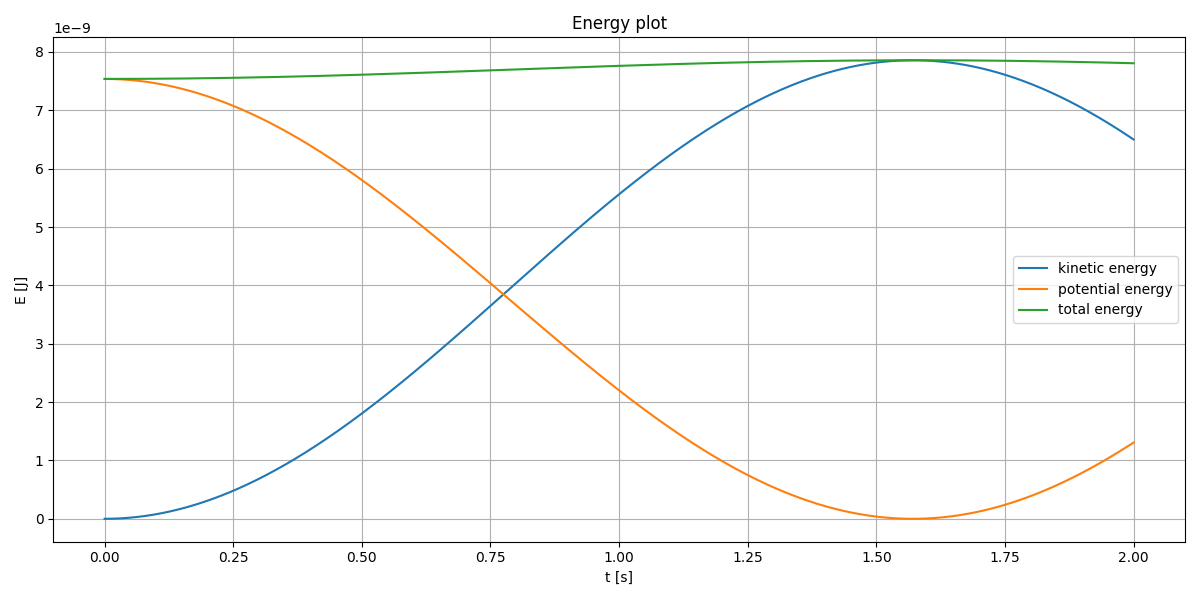 Energy plot
1e−9
8
7
6
5
4
3
2
1
0
E [J]
kinetic energy
potential energy
total energy
0.00 0.25 0.50 0.75 1.00 1.25 1.50 1.75 2.00
t [s]